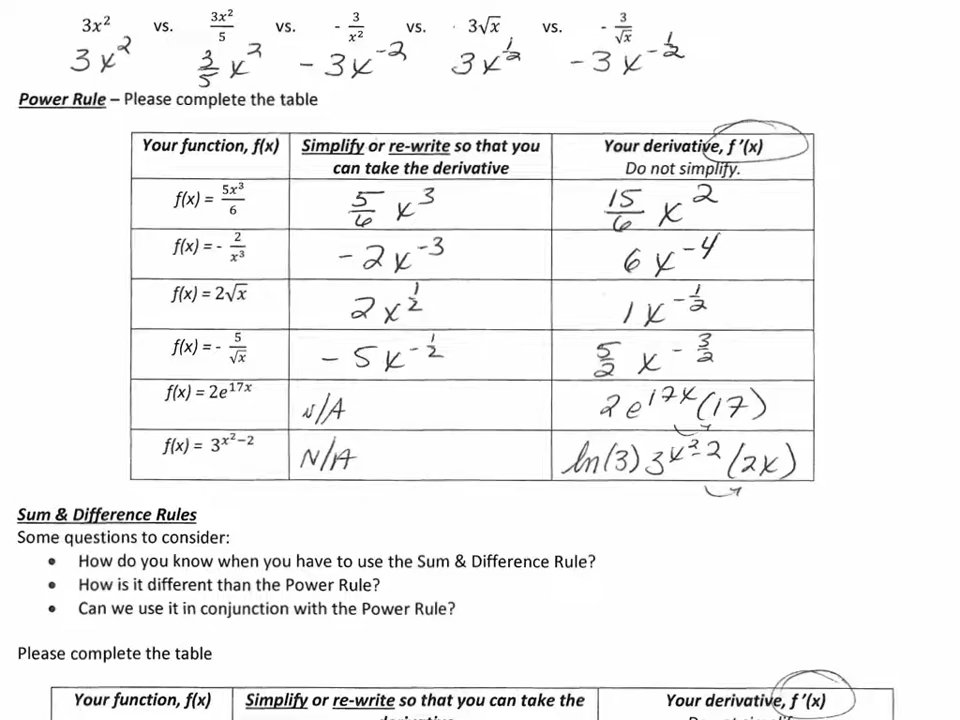 3x² vs. 3x²/5 vs. - 3/x² vs. · 3√x vs. - 3/√x
3x² 3/5 x² - 3x⁻² 3x^½ - 3x^-½
Power Rule – Please complete the table
Your function, f(x) Simplify or re-write so that you Your derivative, f '(x)
can take the derivative Do not simplify.
f(x) = 5x³/6 5/6 x³ 15/6 x²
f(x) = - 2/x³ - 2x⁻³ 6x⁻⁴
f(x) = 2√x 2x^½ 1x^-½
f(x) = - 5/√x - 5x^-½ 5/2 x^-3/2
f(x) = 2e^17x N/A 2e^17x (17)
f(x) = 3^x²−2 N/A ln(3) 3^x²-2 (2x)
Sum & Difference Rules
Some questions to consider:
• How do you know when you have to use the Sum & Difference Rule?
• How is it different than the Power Rule?
• Can we use it in conjunction with the Power Rule?
Please complete the table
Your function, f(x) Simplify or re-write so that you can take the Your derivative, f '(x)